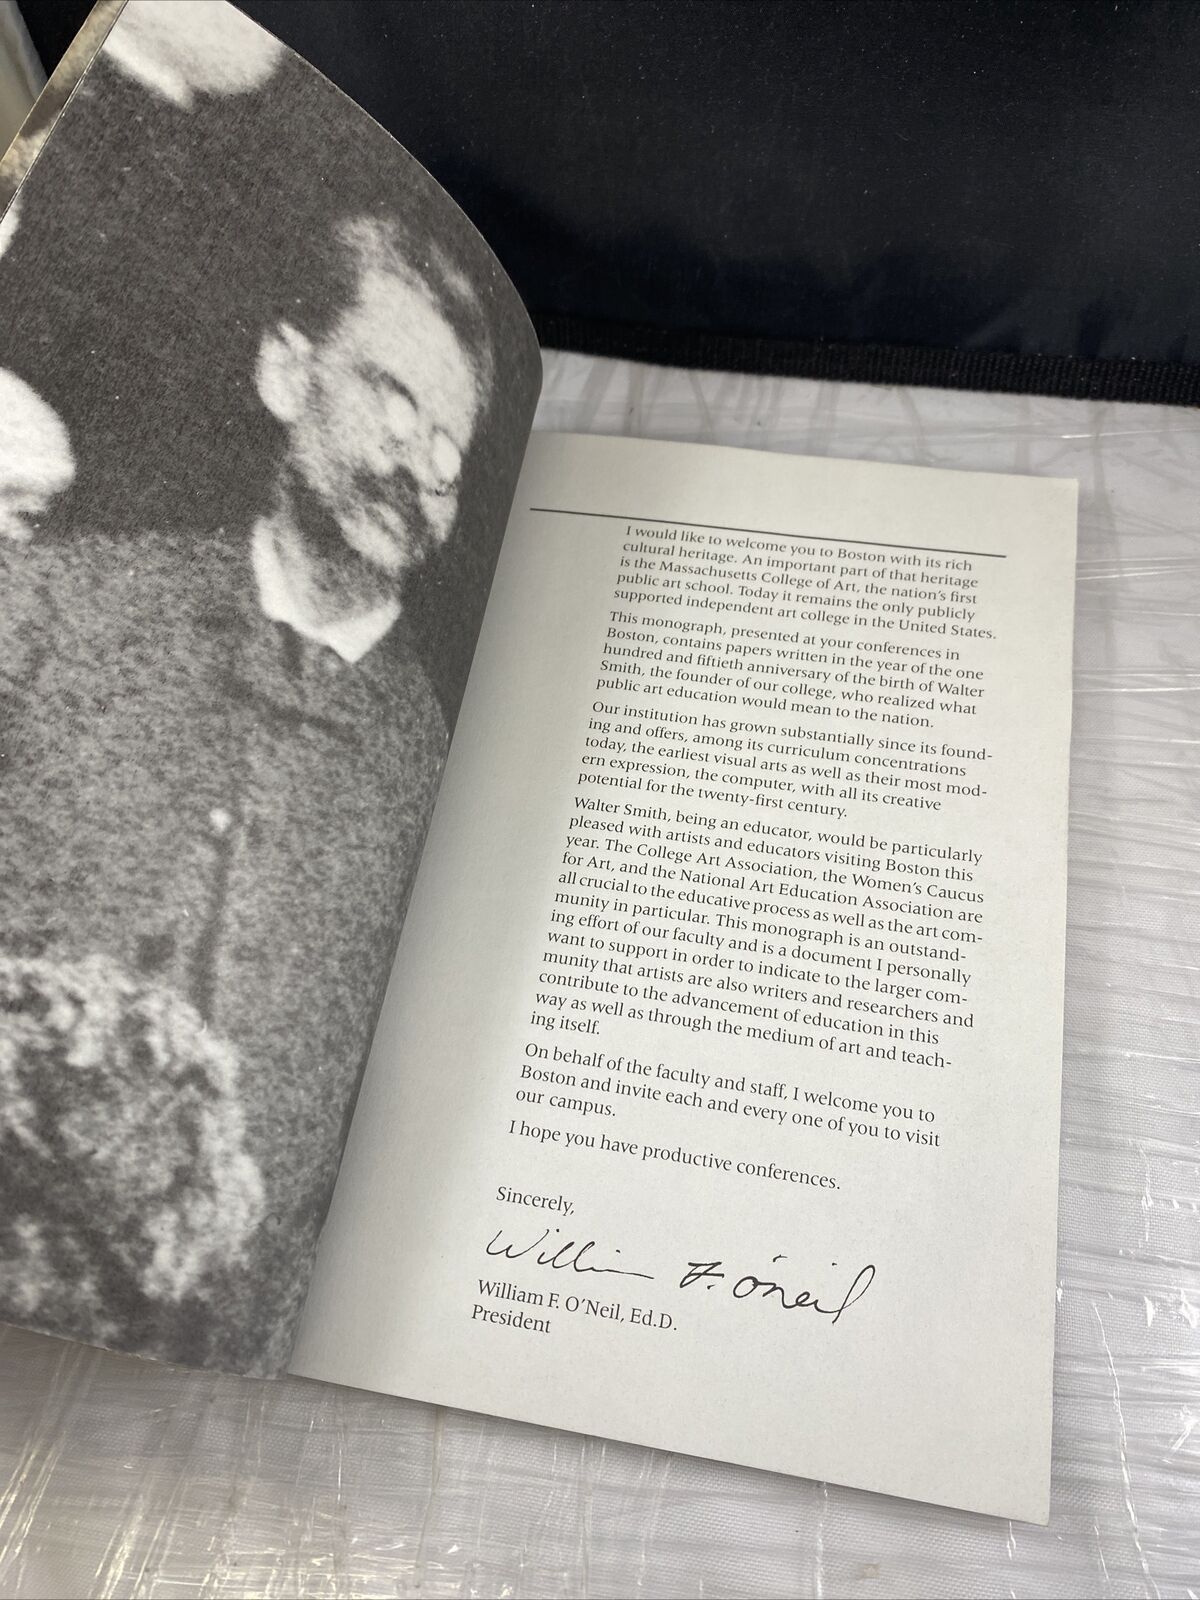 I would like to welcome you to Boston with its rich
cultural heritage. An important part of that heritage
is the Massachusetts College of Art, the nation's first
public art school. Today it remains the only publicly
supported independent art college in the United States.
This monograph, presented at your conferences in
Boston, contains papers written in the year of the one
hundred and fiftieth anniversary of the birth of Walter
Smith, the founder of our college, who realized what
public art education would mean to the nation.
Our institution has grown substantially since its found-
ing and offers, among its curriculum concentrations
today, the earliest visual arts as well as their most mod-
ern expression, the computer, with all its creative
potential for the twenty-first century.
Walter Smith, being an educator, would be particularly
pleased with artists and educators visiting Boston this
year. The College Art Association, the Women's Caucus
for Art, and the National Art Education Association are
all crucial to the educative process as well as the art com-
munity in particular. This monograph is an outstand-
ing effort of our faculty and is a document I personally
want to support in order to indicate to the larger com-
munity that artists are also writers and researchers and
contribute to the advancement of education in this
way as well as through the medium of art and teach-
ing itself.
On behalf of the faculty and staff, I welcome you to
Boston and invite each and every one of you to visit
our campus.
I hope you have productive conferences.
Sincerely,
William F. O'Neil
William F. O'Neil, Ed.D.
President